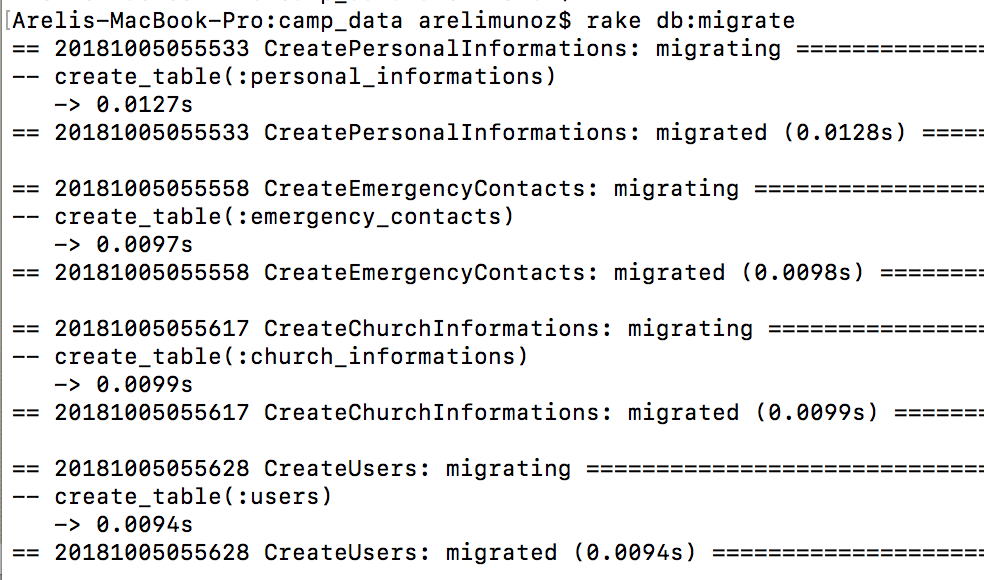 [Arelis-MacBook-Pro:camp_data arelimunoz$ rake db:migrate
== 20181005055533 CreatePersonalInformations: migrating ==============
-- create_table(:personal_informations)
   -> 0.0127s
== 20181005055533 CreatePersonalInformations: migrated (0.0128s) =====

== 20181005055558 CreateEmergencyContacts: migrating =================
-- create_table(:emergency_contacts)
   -> 0.0097s
== 20181005055558 CreateEmergencyContacts: migrated (0.0098s) ========

== 20181005055617 CreateChurchInformations: migrating ================
-- create_table(:church_informations)
   -> 0.0099s
== 20181005055617 CreateChurchInformations: migrated (0.0099s) =======

== 20181005055628 CreateUsers: migrating =============================
-- create_table(:users)
   -> 0.0094s
== 20181005055628 CreateUsers: migrated (0.0094s) ====================